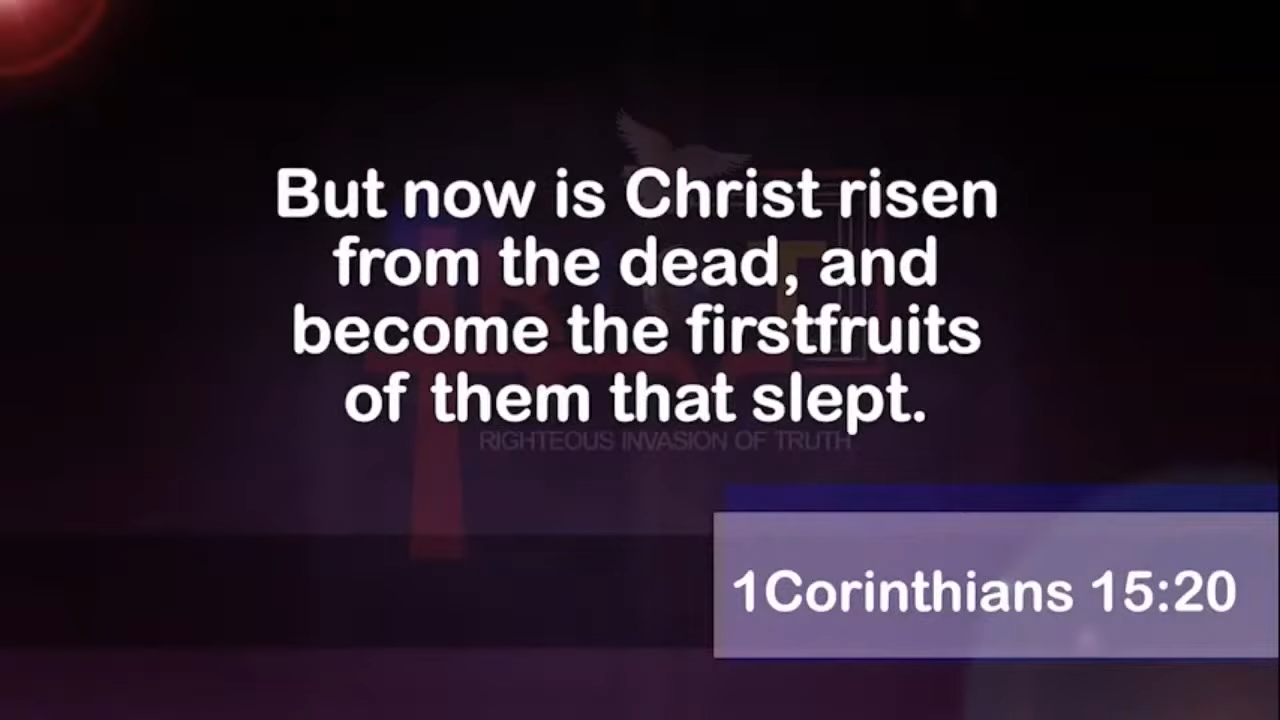 But now is Christ risen
from the dead, and
become the firstfruits
of them that slept.
RIGHTEOUS INVASION OF TRUTH
1Corinthians 15:20